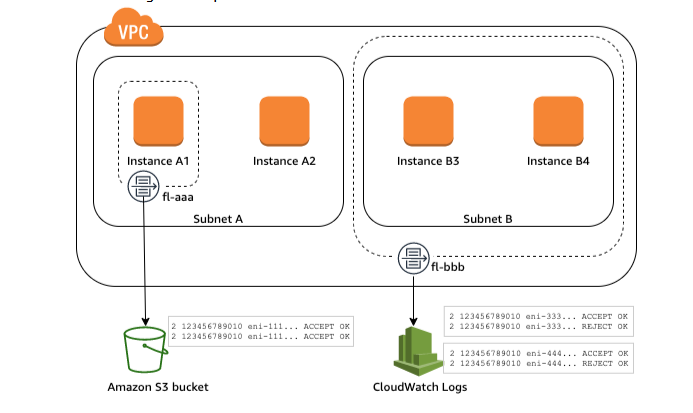 VPC
Instance A1
Instance A2
Instance B3
Instance B4
fl-aaa
Subnet A
Subnet B
fl-bbb
2 123456789010 eni-111... ACCEPT OK
2 123456789010 eni-111... ACCEPT OK
2 123456789010 eni-333... ACCEPT OK
2 123456789010 eni-333... REJECT OK
2 123456789010 eni-444... ACCEPT OK
2 123456789010 eni-444... REJECT OK
Amazon S3 bucket
CloudWatch Logs